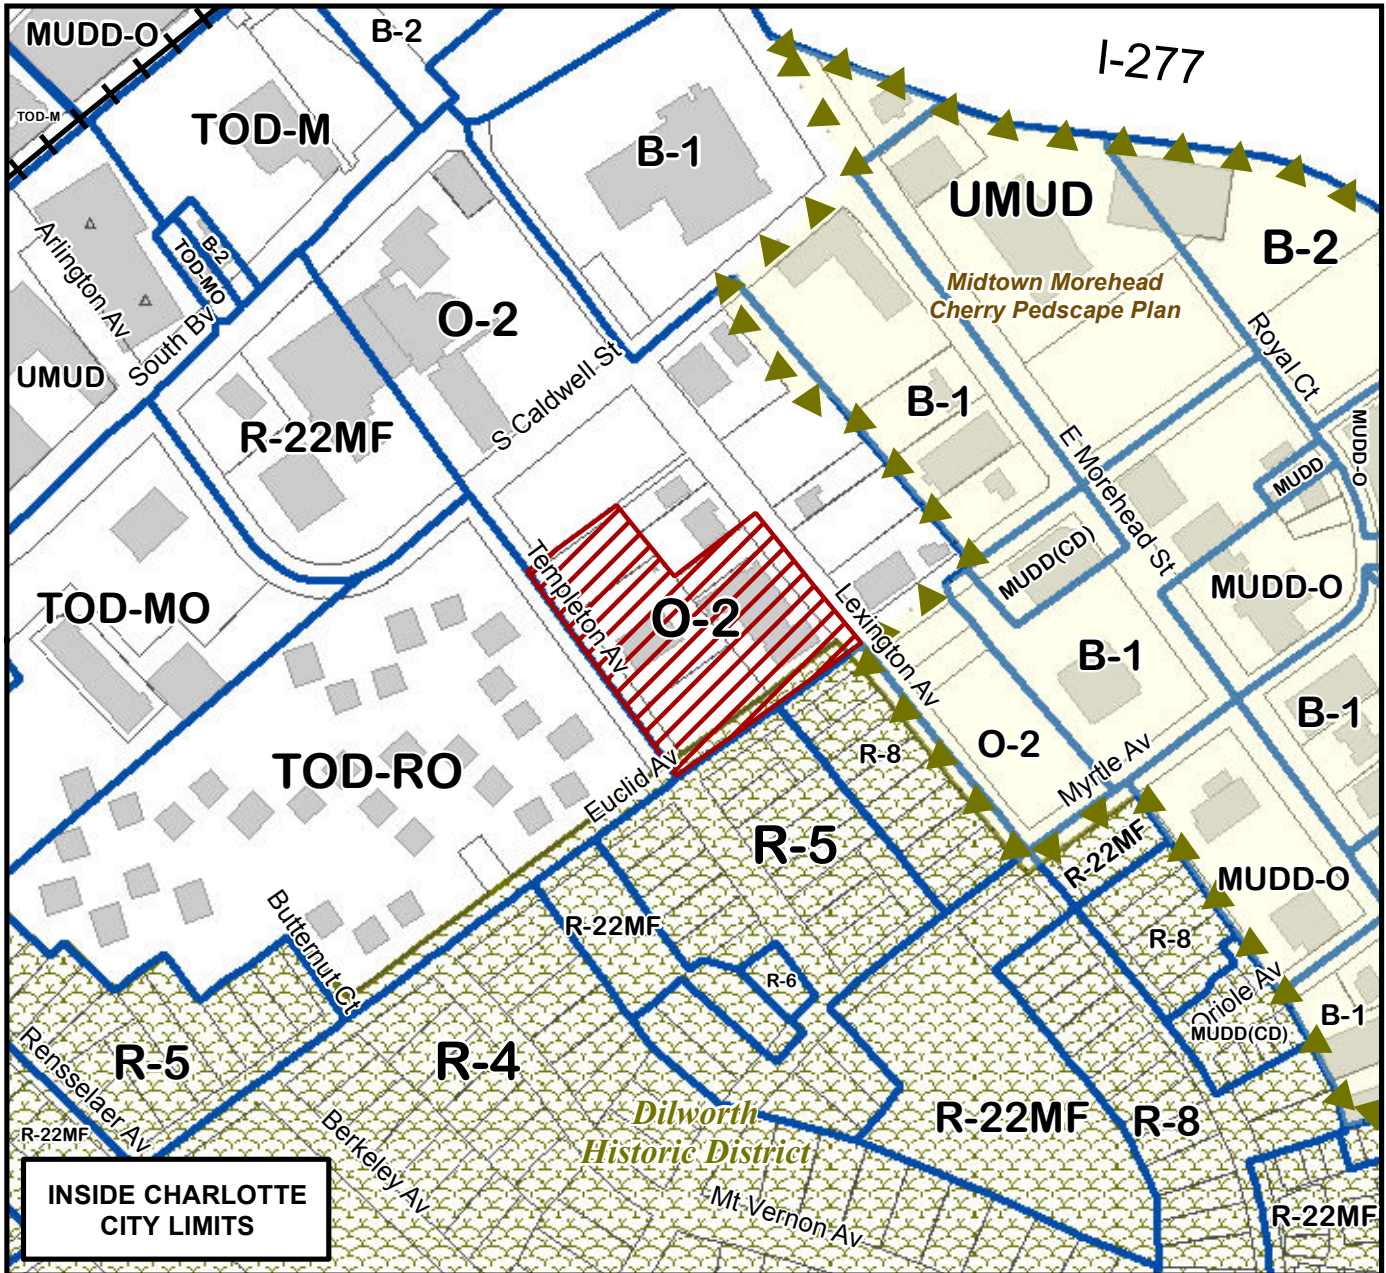 MUDD-O
B-2
I-277
TOD-M
TOD-M
B-1
UMUD
B-2
Arlington Av
B-2
TOD-MO
Midtown Morehead
Cherry Pedscape Plan
O-2
South Bv
Royal Ct
UMUD
S Caldwell St
B-1
R-22MF
E Morehead St
MUDD-O
MUDD
MUDD(CD)
Templeton Av
Lexington Av
MUDD-O
TOD-MO
O-2
B-1
B-1
O-2
R-8
TOD-RO
Euclid Av
Myrtle Av
R-5
R-22MF
MUDD-O
Butternut Ct
R-22MF
R-8
R-6
Oriole Av
B-1
MUDD(CD)
Rensselaer Av
R-5
R-4
Dilworth
Historic District
R-22MF
R-8
R-22MF
Berkeley Av
Mt Vernon Av
R-22MF
INSIDE CHARLOTTE
CITY LIMITS